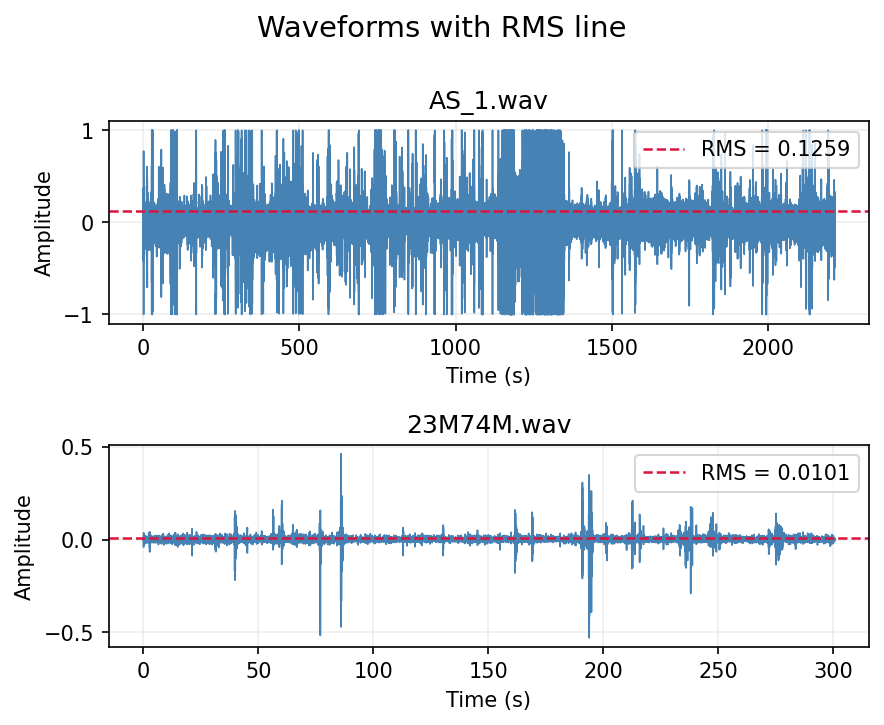 Waveforms with RMS line
AS_1.wav
1
0
−1
Amplitude
RMS = 0.1259
0 500 1000 1500 2000
Time (s)
23M74M.wav
0.5
0.0
−0.5
Amplitude
RMS = 0.0101
0 50 100 150 200 250 300
Time (s)